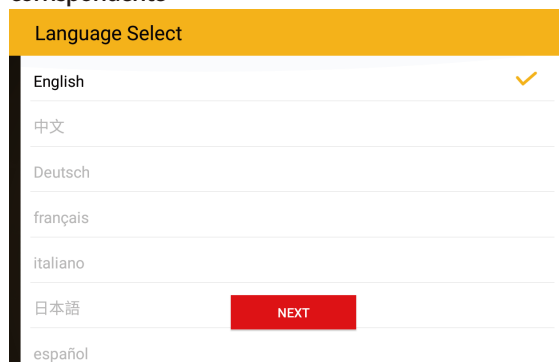 Language Select
English
中文
Deutsch
français
italiano
日本語
NEXT
español